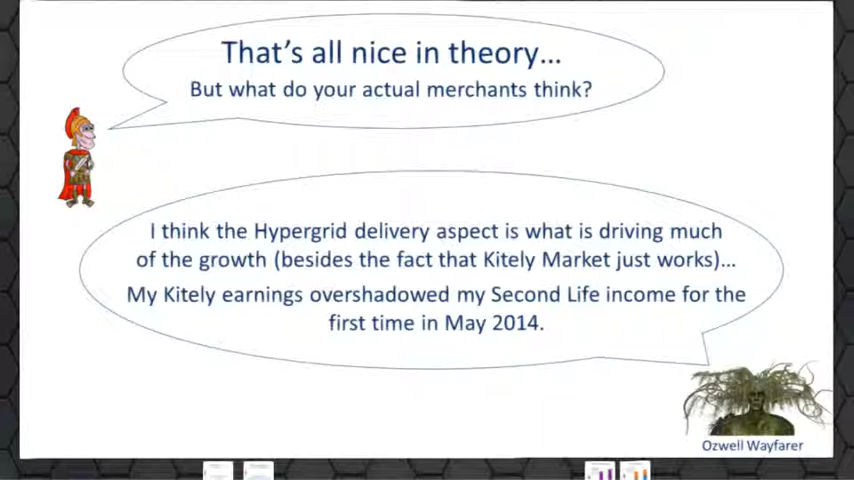 That's all nice in theory...
But what do your actual merchants think?
I think the Hypergrid delivery aspect is what is driving much
of the growth (besides the fact that Kitely Market just works)...
My Kitely earnings overshadowed my Second Life income for the
first time in May 2014.
Ozwell Wayfarer